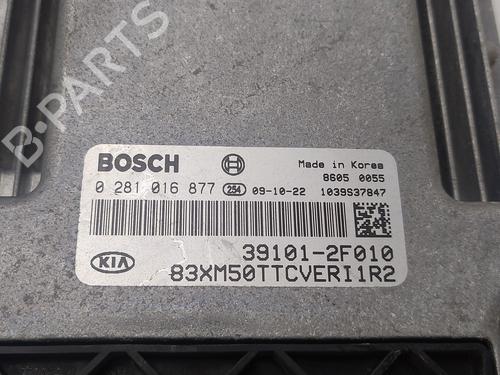 B-PARTS
BOSCH
Made in Korea
8605 0055
0 281 016 877 254 09-10-22 1039S37847
39101-2F010
KIA 83XM50TTCVERI1R2